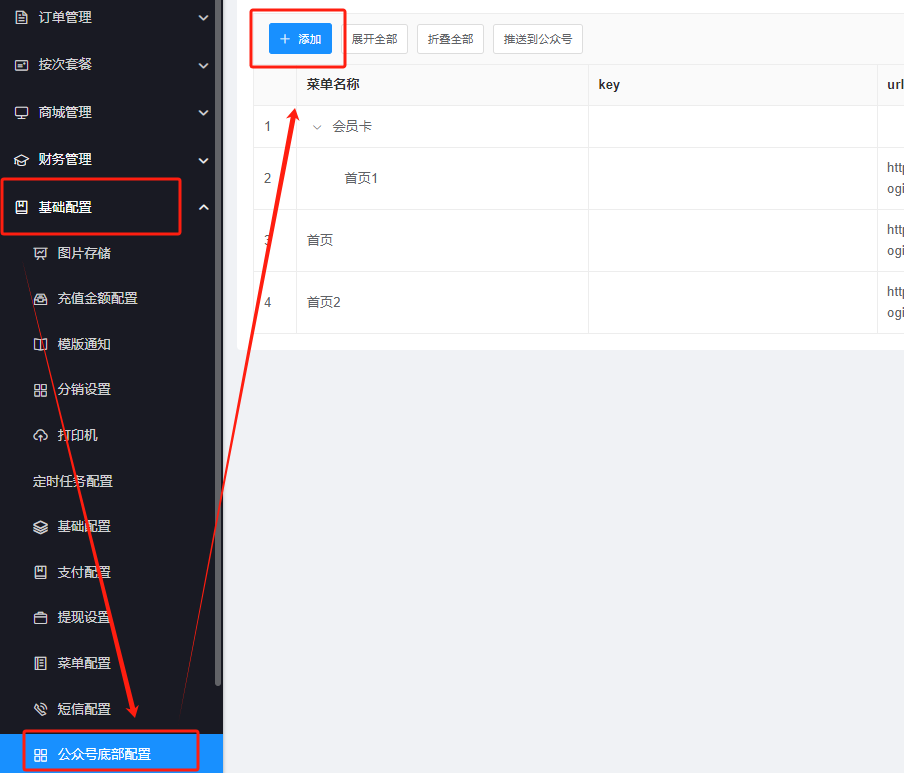 订单管理
按次套餐
商城管理
财务管理
基础配置
图片存储
充值金额配置
模版通知
分销设置
打印机
定时任务配置
基础配置
支付配置
提现设置
菜单配置
短信配置
公众号底部配置
+ 添加 展开全部 折叠全部 推送到公众号
菜单名称 key url
1 会员卡
2 首页1 http
ogi
3 首页 http
ogi
4 首页2 http
ogi